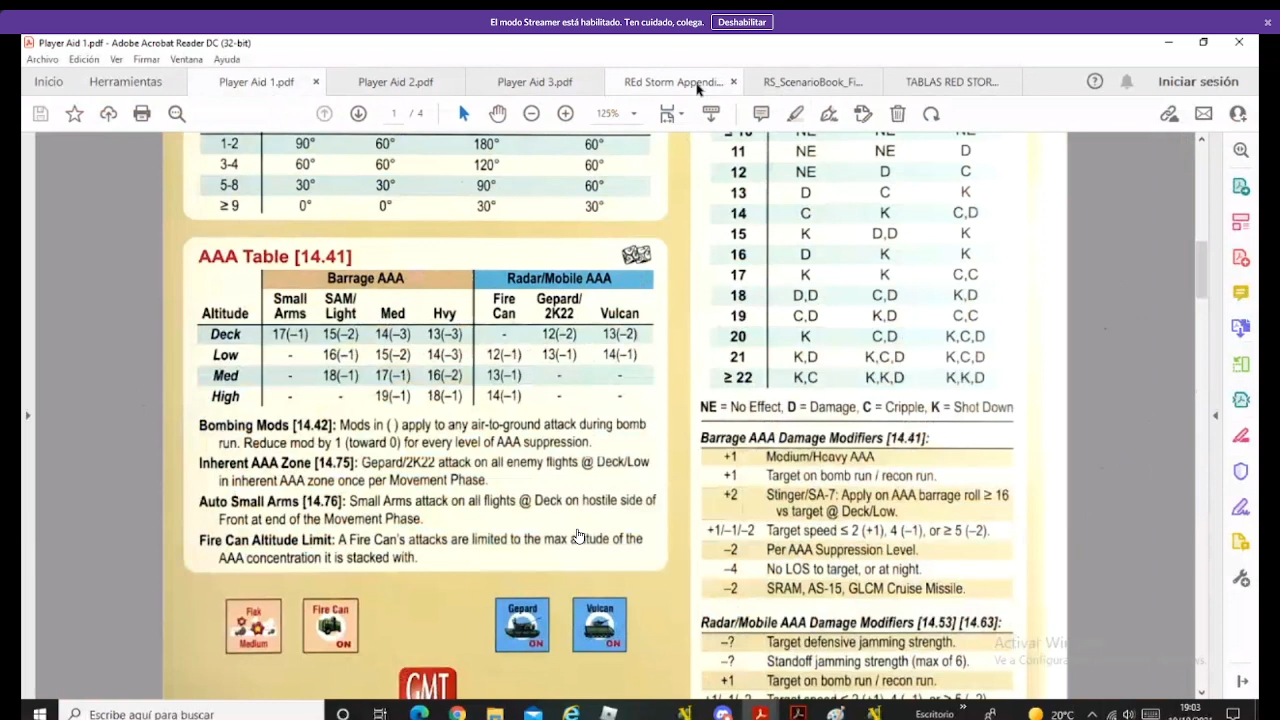 El modo Streamer está habilitado. Ten cuidado, colega. Deshabilitar ×
Player Aid 1.pdf - Adobe Acrobat Reader DC (32-bit)
Archivo Edición Ver Firmar Ventana Ayuda
Inicio Herramientas Player Aid 1.pdf × Player Aid 2.pdf Player Aid 3.pdf REd Storm Appendi... × RS_ScenarioBook_Fi... TABLAS RED STOR... Iniciar sesión
1 / 4 125%
1-2 90° 60° 180° 60°
3-4 60° 60° 120° 60°
5-8 30° 30° 90° 60°
≥ 9 0° 0° 30° 30°
AAA Table [14.41]
Barrage AAA Radar/Mobile AAA
Altitude Small Arms SAM/Light Med Hvy Fire Can Gepard/2K22 Vulcan
Deck 17(−1) 15(−2) 14(−3) 13(−3) - 12(−2) 13(−2)
Low - 16(−1) 15(−2) 14(−3) 12(−1) 13(−1) 14(−1)
Med - 18(−1) 17(−1) 16(−2) 13(−1) - -
High - - 19(−1) 18(−1) 14(−1) - -
Bombing Mods [14.42]: Mods in ( ) apply to any air-to-ground attack during bomb
run. Reduce mod by 1 (toward 0) for every level of AAA suppression.
Inherent AAA Zone [14.75]: Gepard/2K22 attack on all enemy flights @ Deck/Low
in inherent AAA zone once per Movement Phase.
Auto Small Arms [14.76]: Small Arms attack on all flights @ Deck on hostile side of
Front at end of the Movement Phase.
Fire Can Altitude Limit: A Fire Can's attacks are limited to the max altitude of the
AAA concentration it is stacked with.
Flak Medium
Fire Can ON
Gepard ON
Vulcan ON
GMT
11 NE NE D
12 NE D C
13 D C K
14 C K C,D
15 K D,D K
16 D K K
17 K K C,C
18 D,D C,D K,D
19 C,D K,D C,C
20 K C,D K,C,D
21 K,D K,C,D K,C,D
≥ 22 K,C K,K,D K,K,D
NE = No Effect, D = Damage, C = Cripple, K = Shot Down
Barrage AAA Damage Modifiers [14.41]:
+1 Medium/Heavy AAA
+1 Target on bomb run / recon run.
+2 Stinger/SA-7: Apply on AAA barrage roll ≥ 16
vs target @ Deck/Low.
+1/−1/−2 Target speed ≤ 2 (+1), 4 (−1), or ≥ 5 (−2).
−2 Per AAA Suppression Level.
−4 No LOS to target, or at night.
−2 SRAM, AS-15, GLCM Cruise Missile.
Radar/Mobile AAA Damage Modifiers [14.53] [14.63]:
−? Target defensive jamming strength.
−? Standoff jamming strength (max of 6).
+1 Target on bomb run / recon run.
Escribe aquí para buscar
Escritorio
20°C
19:03